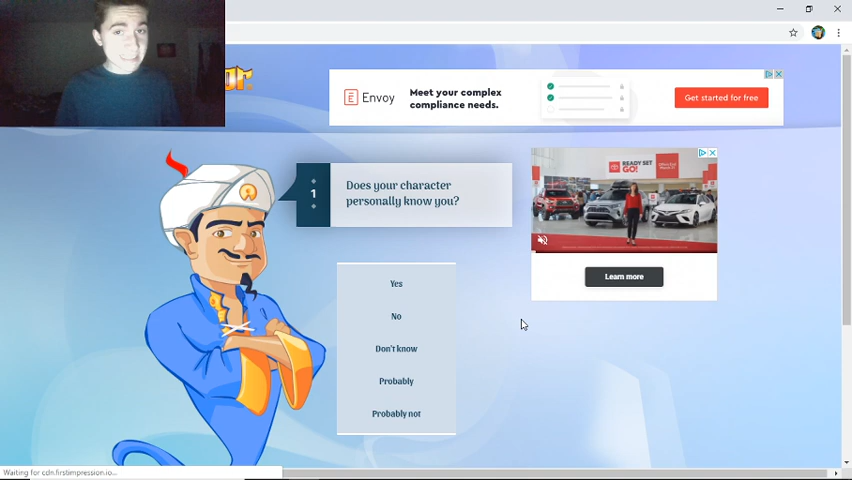 or.
Envoy
Meet your complex
compliance needs.
Get started for free
1
Does your character
personally know you?
READY SET
GO!
Learn more
Yes
No
Don't know
Probably
Probably not
Waiting for cdn.firstimpression.io...